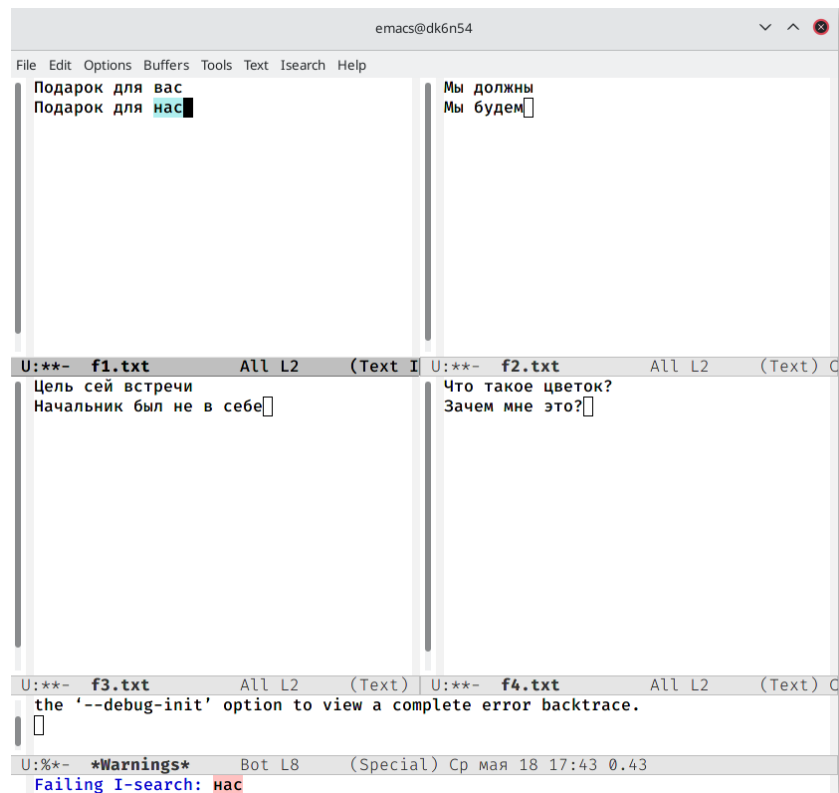 emacs@dk6n54
File Edit Options Buffers Tools Text Isearch Help
Подарок для вас
Подарок для нас
U:**- f1.txt All L2 (Text I
Мы должны
Мы будем
U:**- f2.txt All L2 (Text) C
Цель сей встречи
Начальник был не в себе
U:**- f3.txt All L2 (Text)
Что такое цветок?
Зачем мне это?
U:**- f4.txt All L2 (Text) C
the ‘--debug-init’ option to view a complete error backtrace.
U:%*- *Warnings* Bot L8 (Special) Ср мая 18 17:43 0.43
Failing I-search: нас